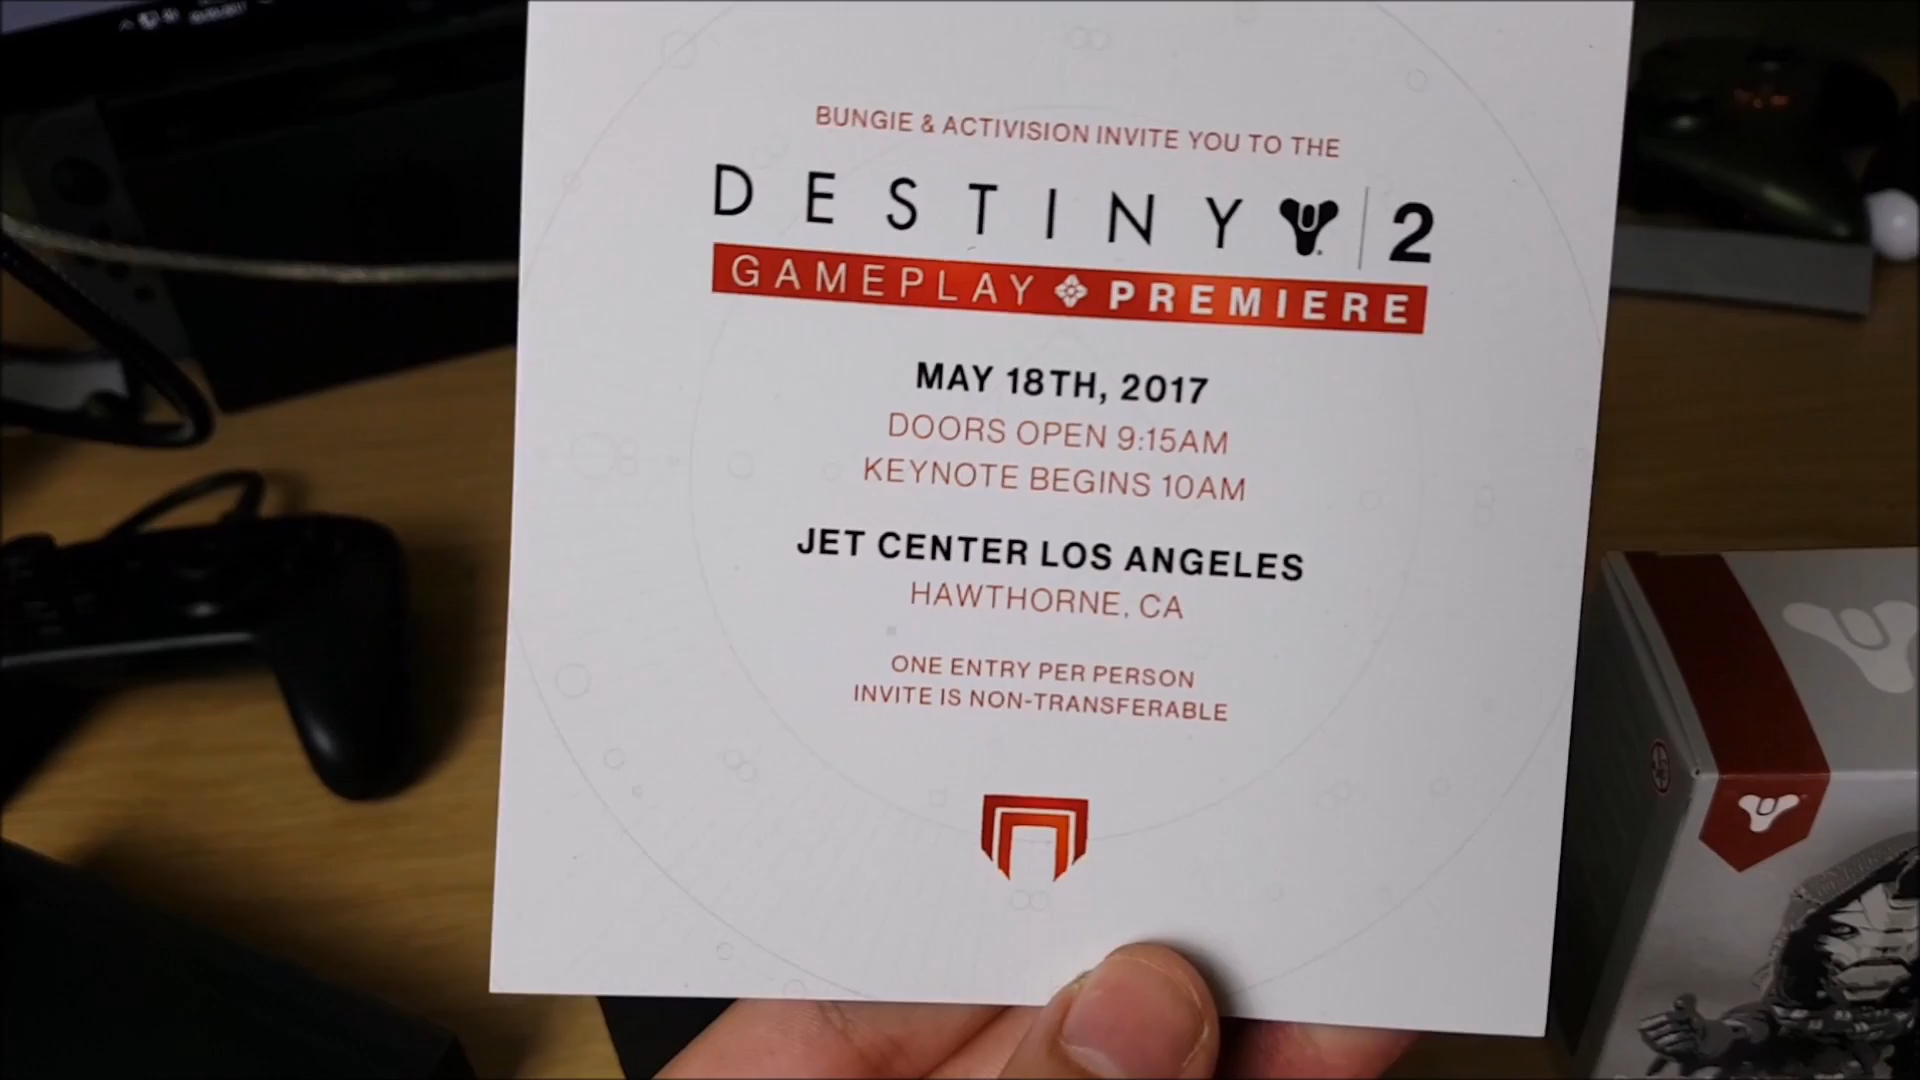 BUNGIE & ACTIVISION INVITE YOU TO THE
DESTINY 2
GAMEPLAY PREMIERE
MAY 18TH, 2017
DOORS OPEN 9:15AM
KEYNOTE BEGINS 10AM
JET CENTER LOS ANGELES
HAWTHORNE, CA
ONE ENTRY PER PERSON
INVITE IS NON-TRANSFERABLE